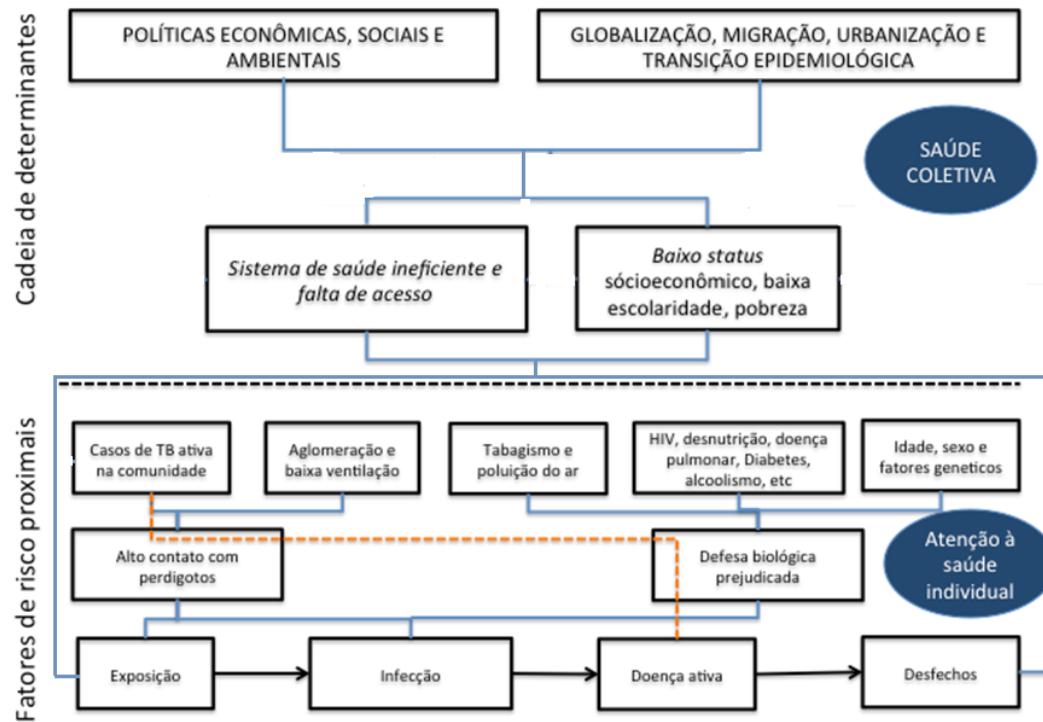 Cadeia de determinantes
POLÍTICAS ECONÔMICAS, SOCIAIS E
AMBIENTAIS
GLOBALIZAÇÃO, MIGRAÇÃO, URBANIZAÇÃO E
TRANSIÇÃO EPIDEMIOLÓGICA
SAÚDE
COLETIVA
Sistema de saúde ineficiente e
falta de acesso
Baixo status
sócioeconômico, baixa
escolaridade, pobreza
Fatores de risco proximais
Casos de TB ativa
na comunidade
Aglomeração e
baixa ventilação
Tabagismo e
poluição do ar
HIV, desnutrição, doença
pulmonar, Diabetes,
alcoolismo, etc
Idade, sexo e
fatores geneticos
Alto contato com
perdigotos
Defesa biológica
prejudicada
Atenção à
saúde
individual
Exposição
Infecção
Doença ativa
Desfechos